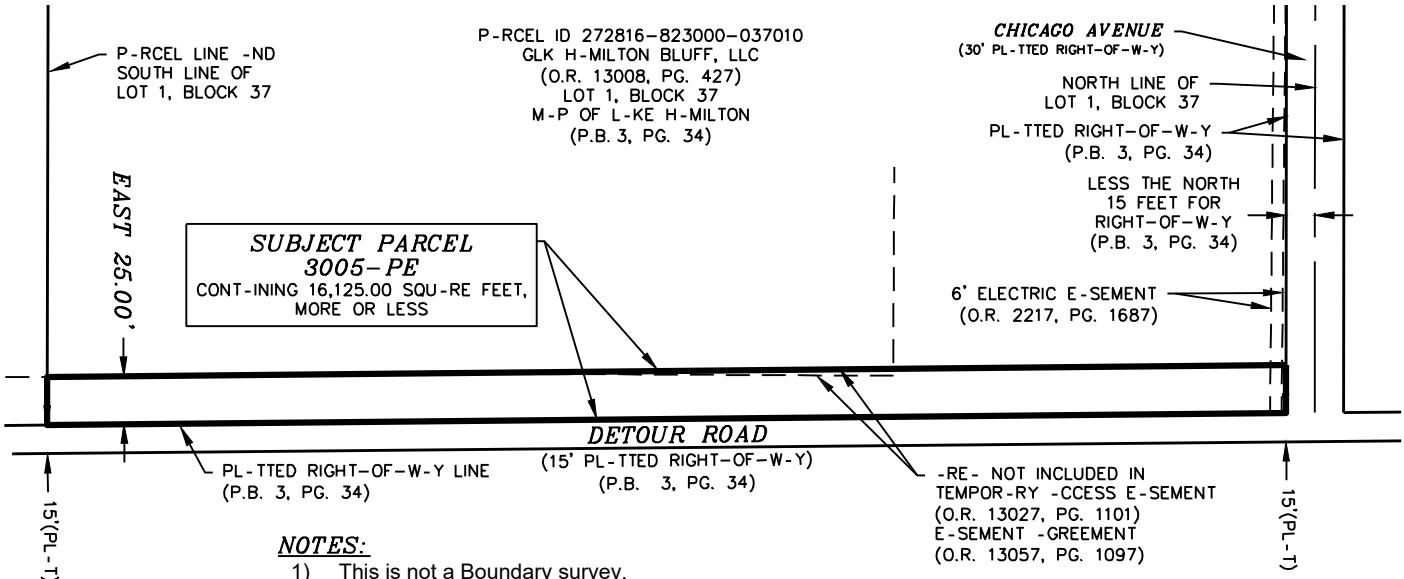 P-RCEL LINE -ND
SOUTH LINE OF
LOT 1, BLOCK 37
P-RCEL ID 272816-823000-037010
GLK H-MILTON BLUFF, LLC
(O.R. 13008, PG. 427)
LOT 1, BLOCK 37
M-P OF L-KE H-MILTON
(P.B. 3, PG. 34)
CHICAGO AVENUE
(30' PL-TTED RIGHT-OF-W-Y)
NORTH LINE OF
LOT 1, BLOCK 37
PL-TTED RIGHT-OF-W-Y
(P.B. 3, PG. 34)
LESS THE NORTH
15 FEET FOR
RIGHT-OF-W-Y
(P.B. 3, PG. 34)
6' ELECTRIC E-SEMENT
(O.R. 2217, PG. 1687)
EAST 25.00'
SUBJECT PARCEL
3005-PE
CONT-INING 16,125.00 SQU-RE FEET,
MORE OR LESS
DETOUR ROAD
(15' PL-TTED RIGHT-OF-W-Y)
(P.B. 3, PG. 34)
PL-TTED RIGHT-OF-W-Y LINE
(P.B. 3, PG. 34)
-RE- NOT INCLUDED IN
TEMPOR-RY -CCESS E-SEMENT
(O.R. 13027, PG. 1101)
E-SEMENT -GREEMENT
(O.R. 13057, PG. 1097)
15'(PL-T)
15'(PL-T)
NOTES:
1) This is not a Boundary survey.